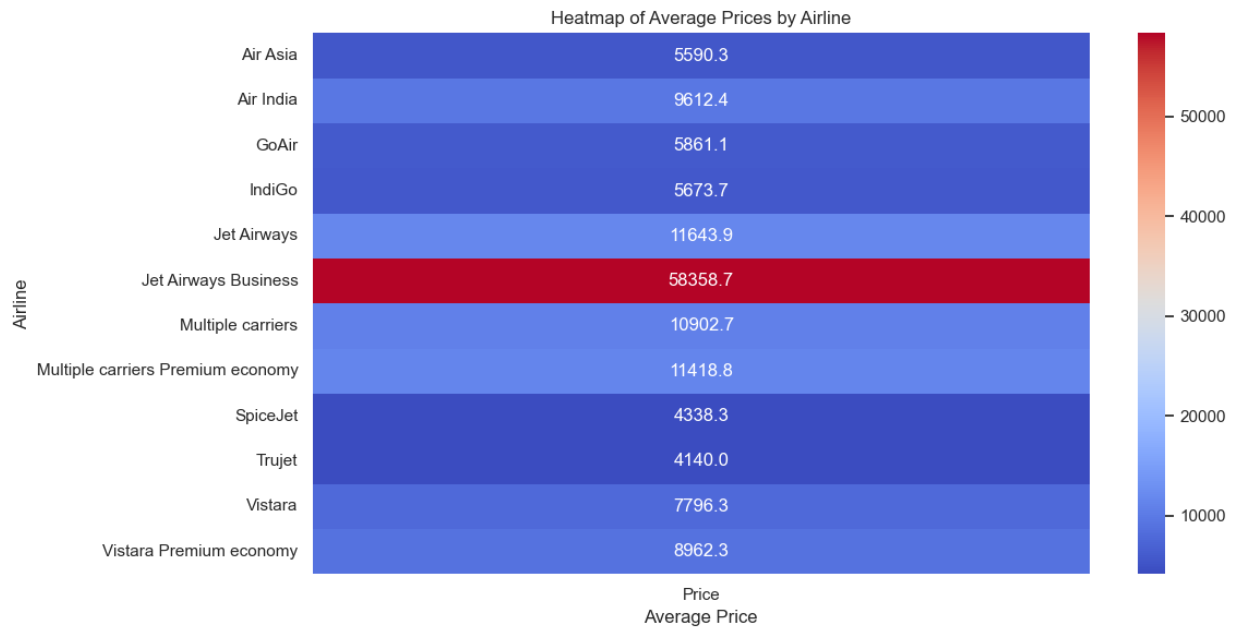 Heatmap of Average Prices by Airline
Airline
Air Asia 5590.3
Air India 9612.4
GoAir 5861.1
IndiGo 5673.7
Jet Airways 11643.9
Jet Airways Business 58358.7
Multiple carriers 10902.7
Multiple carriers Premium economy 11418.8
SpiceJet 4338.3
Trujet 4140.0
Vistara 7796.3
Vistara Premium economy 8962.3
Price
Average Price
50000
40000
30000
20000
10000